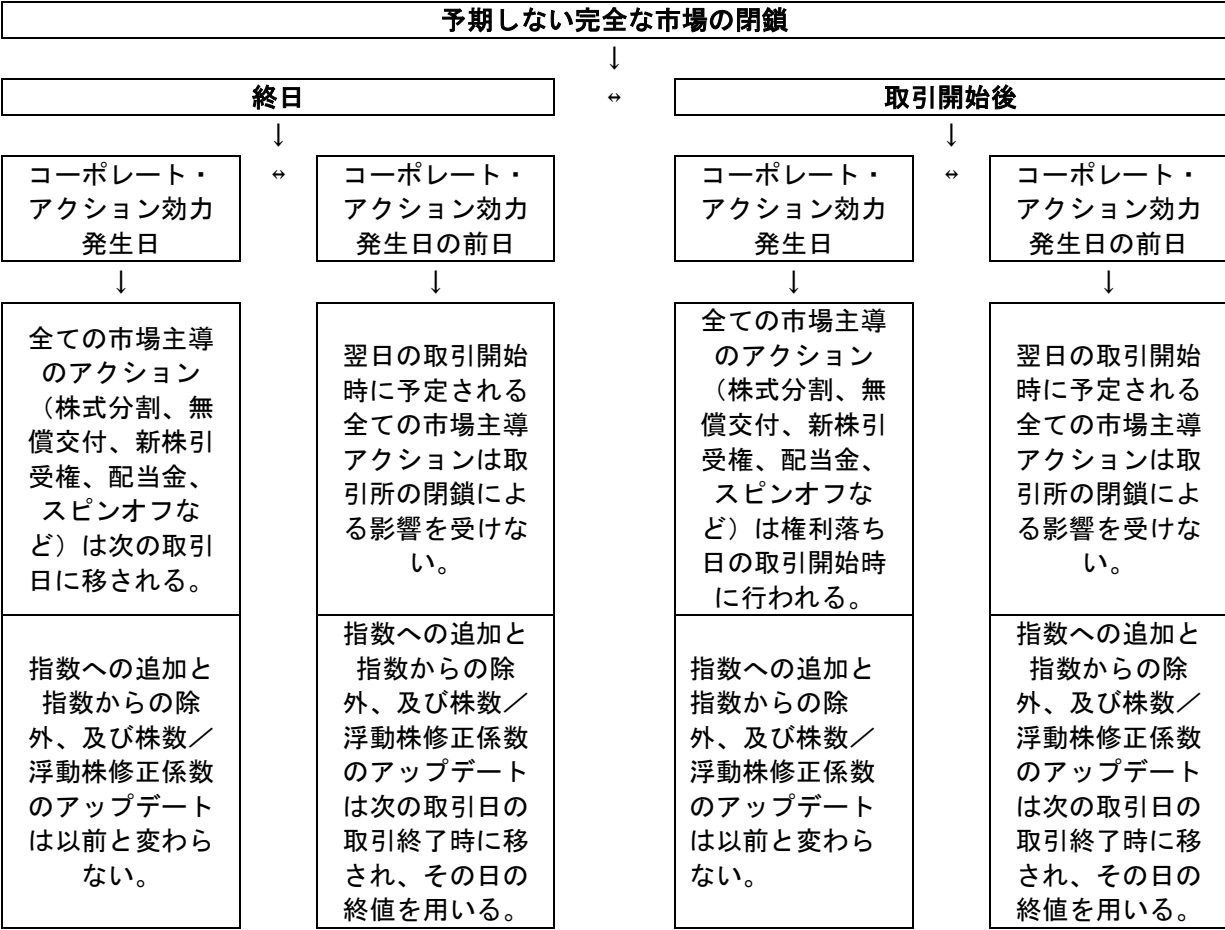 予期しない完全な市場の閉鎖
↓
終日
↔
取引開始後
↓
↓
コーポレート・
アクション効力
発生日
↔
コーポレート・
アクション効力
発生日の前日
コーポレート・
アクション効力
発生日
↔
コーポレート・
アクション効力
発生日の前日
↓
↓
↓
↓
全ての市場主導
のアクション
（株式分割、無
償交付、新株引
受権、配当金、
スピンオフな
ど）は次の取引
日に移される。
翌日の取引開始
時に予定される
全ての市場主導
アクションは取
引所の閉鎖によ
る影響を受けな
い。
全ての市場主導
のアクション
（株式分割、無
償交付、新株引
受権、配当金、
スピンオフな
ど）は権利落ち
日の取引開始時
に行われる。
翌日の取引開始
時に予定される
全ての市場主導
アクションは取
引所の閉鎖によ
る影響を受けな
い。
指数への追加と
指数からの除
外、及び株数／
浮動株修正係数
のアップデート
は以前と変わら
ない。
指数への追加と
指数からの除
外、及び株数／
浮動株修正係数
のアップデート
は次の取引日の
取引終了時に移
され、その日の
終値を用いる。
指数への追加と
指数からの除
外、及び株数／
浮動株修正係数
のアップデート
は以前と変わら
ない。
指数への追加と
指数からの除
外、及び株数／
浮動株修正係数
のアップデート
は次の取引日の
取引終了時に移
され、その日の
終値を用いる。